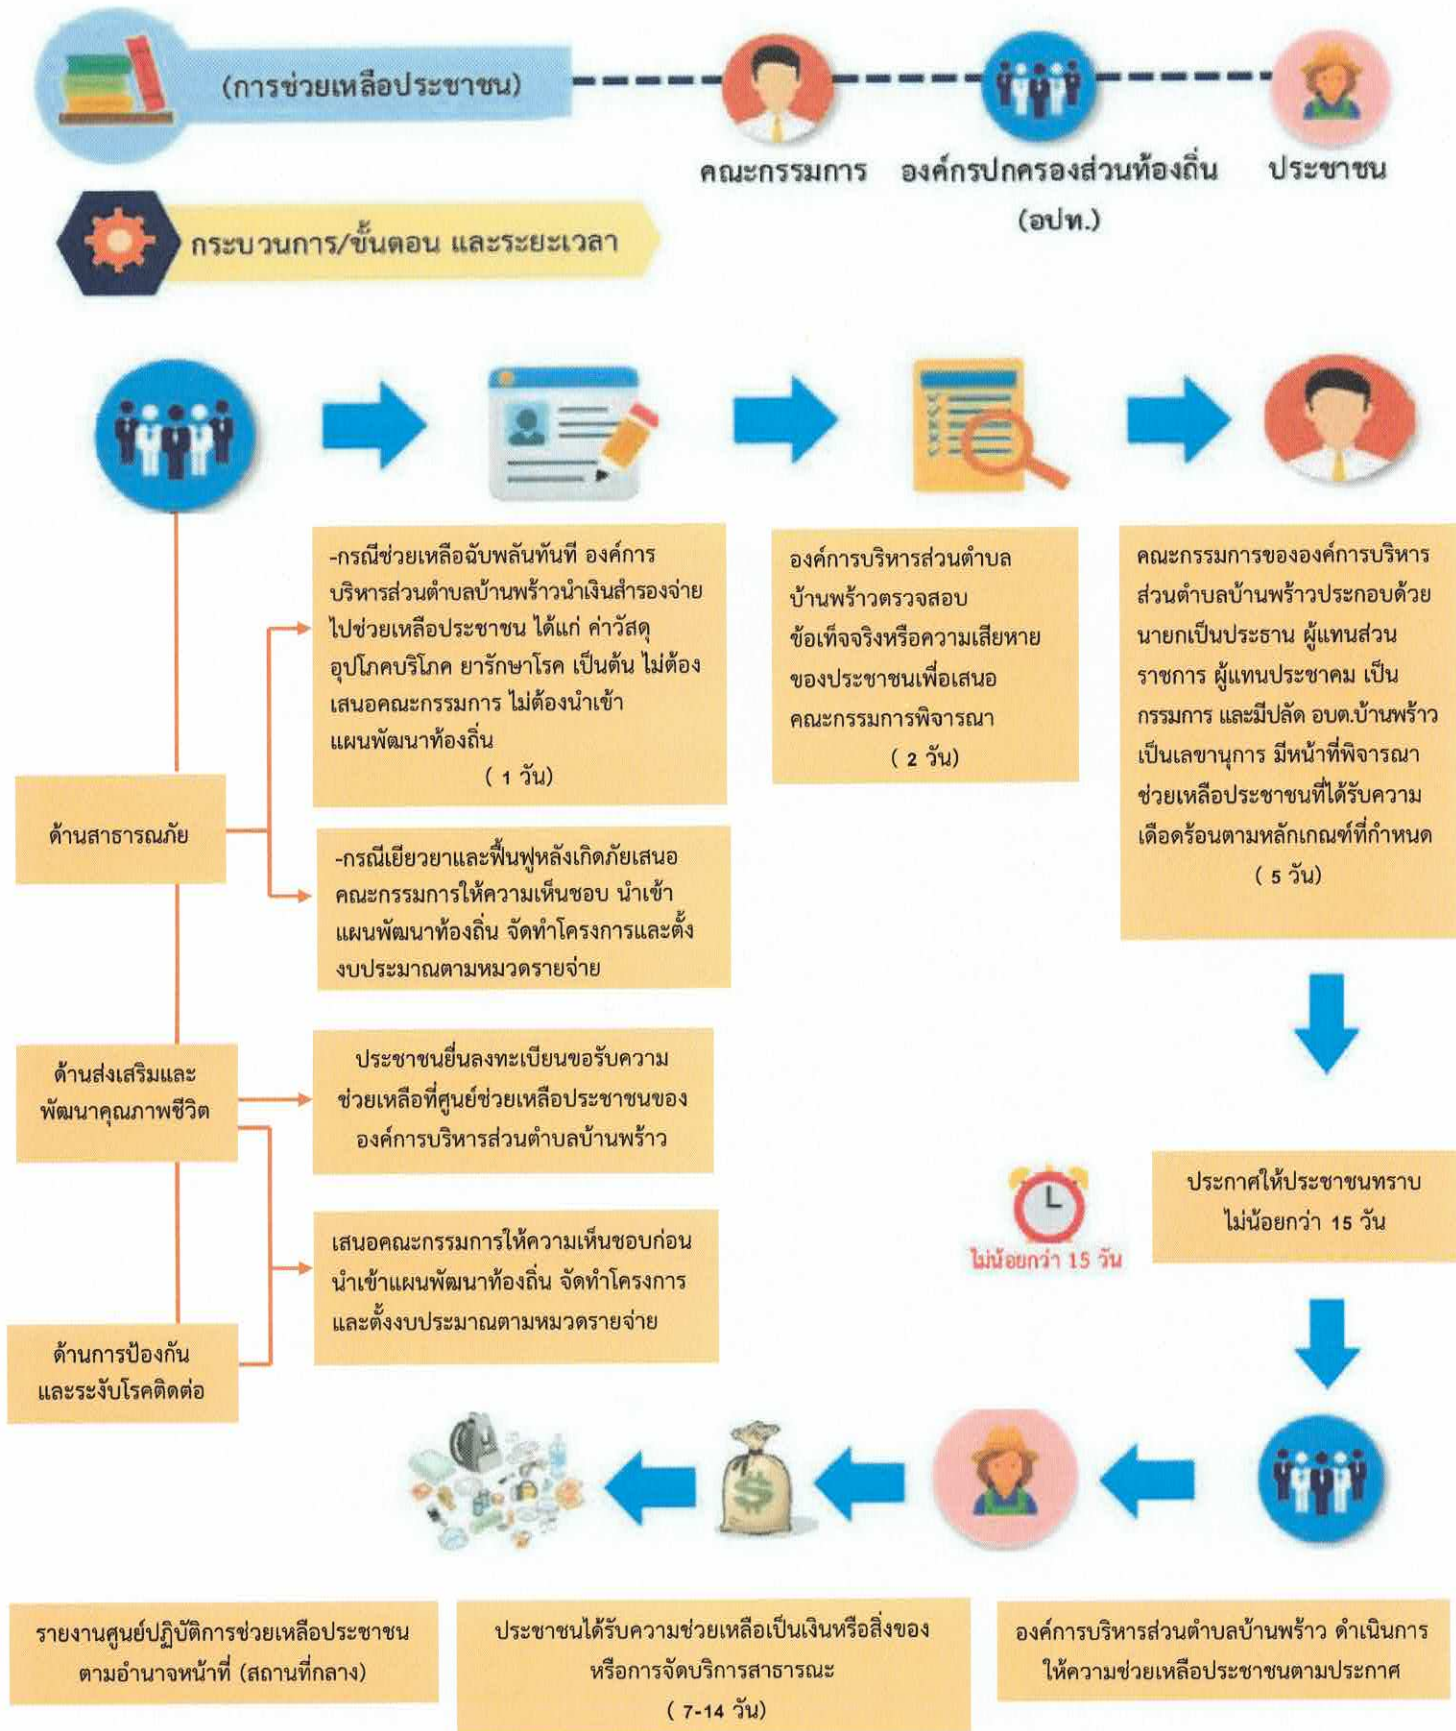 (การช่วยเหลือประชาชน)
คณะกรรมการ
องค์กรปกครองส่วนท้องถิ่น
(อปท.)
ประชาชน
กระบวนการ/ขั้นตอน และระยะเวลา
-กรณีช่วยเหลือฉับพลันทันที องค์การ
บริหารส่วนตำบลบ้านพร้าวนำเงินสำรองจ่าย
ไปช่วยเหลือประชาชน ได้แก่ ค่าวัสดุ
อุปโภคบริโภค ยารักษาโรค เป็นต้น ไม่ต้อง
เสนอคณะกรรมการ ไม่ต้องนำเข้า
แผนพัฒนาท้องถิ่น
( 1 วัน)
องค์การบริหารส่วนตำบล
บ้านพร้าวตรวจสอบ
ข้อเท็จจริงหรือความเสียหาย
ของประชาชนเพื่อเสนอ
คณะกรรมการพิจารณา
( 2 วัน)
คณะกรรมการขององค์การบริหาร
ส่วนตำบลบ้านพร้าวประกอบด้วย
นายกเป็นประธาน ผู้แทนส่วน
ราชการ ผู้แทนประชาคม เป็น
กรรมการ และมีปลัด อบต.บ้านพร้าว
เป็นเลขานุการ มีหน้าที่พิจารณา
ช่วยเหลือประชาชนที่ได้รับความ
เดือดร้อนตามหลักเกณฑ์ที่กำหนด
( 5 วัน)
ด้านสาธารณภัย
-กรณีเยียวยาและฟื้นฟูหลังเกิดภัยเสนอ
คณะกรรมการให้ความเห็นชอบ นำเข้า
แผนพัฒนาท้องถิ่น จัดทำโครงการและตั้ง
งบประมาณตามหมวดรายจ่าย
ด้านส่งเสริมและ
พัฒนาคุณภาพชีวิต
ประชาชนยื่นลงทะเบียนขอรับความ
ช่วยเหลือที่ศูนย์ช่วยเหลือประชาชนของ
องค์การบริหารส่วนตำบลบ้านพร้าว
เสนอคณะกรรมการให้ความเห็นชอบก่อน
นำเข้าแผนพัฒนาท้องถิ่น จัดทำโครงการ
และตั้งงบประมาณตามหมวดรายจ่าย
ด้านการป้องกัน
และระงับโรคติดต่อ
ไม่น้อยกว่า 15 วัน
ประกาศให้ประชาชนทราบ
ไม่น้อยกว่า 15 วัน
รายงานศูนย์ปฏิบัติการช่วยเหลือประชาชน
ตามอำนาจหน้าที่ (สถานที่กลาง)
ประชาชนได้รับความช่วยเหลือเป็นเงินหรือสิ่งของ
หรือการจัดบริการสาธารณะ
( 7-14 วัน)
องค์การบริหารส่วนตำบลบ้านพร้าว ดำเนินการ
ให้ความช่วยเหลือประชาชนตามประกาศ